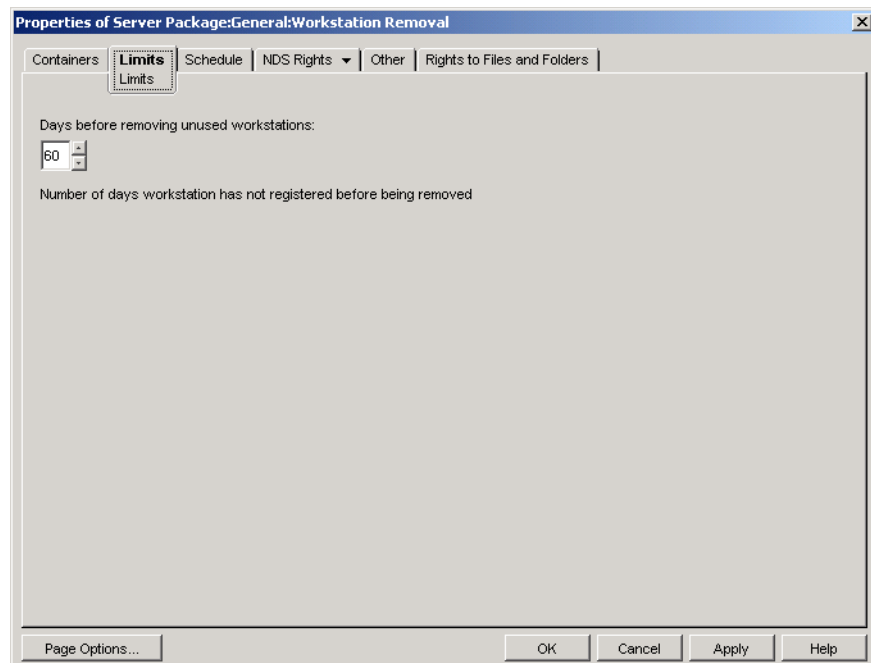 Properties of Server Package:General:Workstation Removal
Containers Limits Schedule NDS Rights Other Rights to Files and Folders
Limits
Days before removing unused workstations:
60
Number of days workstation has not registered before being removed
Page Options... OK Cancel Apply Help